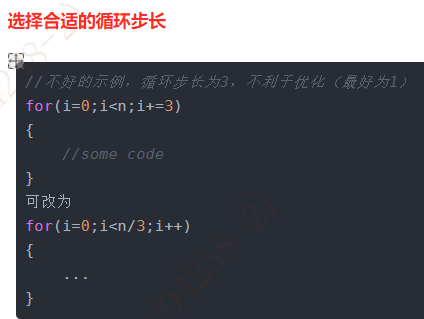 选择合适的循环步长
//不好的示例，循环步长为3，不利于优化（最好为1）
for(i=0;i<n;i+=3)
{
    //some code
}
可改为
for(i=0;i<n/3;i++)
{
    ...
}